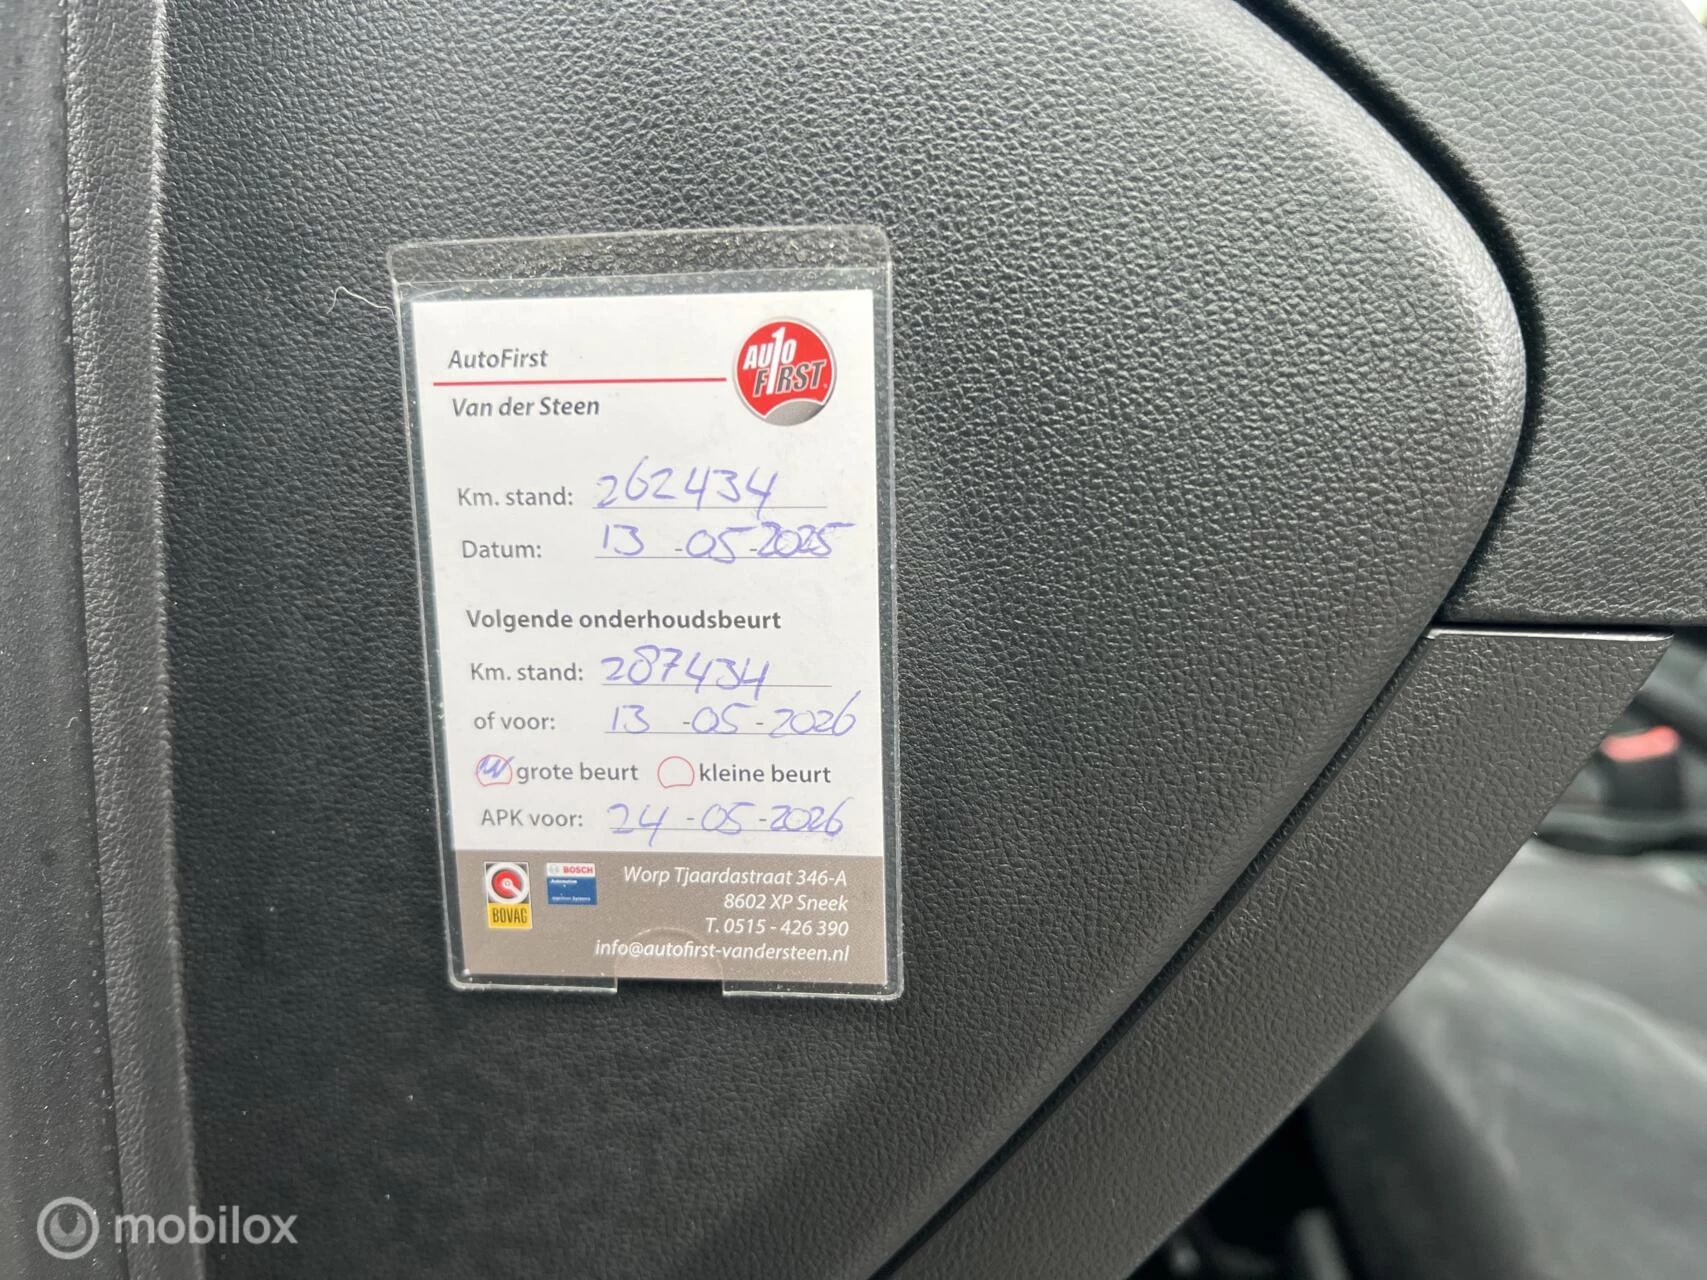 AutoFirst
Van der Steen
AUTO
F1RST
Km. stand: 262434
Datum: 13 -05 -2025
Volgende onderhoudsbeurt
Km. stand: 287434
of voor: 13 -05 -2026
grote beurt kleine beurt
APK voor: 24 -05 -2026
BOVAG
BOSCH
Worp Tjaardastraat 346-A
8602 XP Sneek
T. 0515 - 426 390
info@autofirst-vandersteen.nl
mobilox